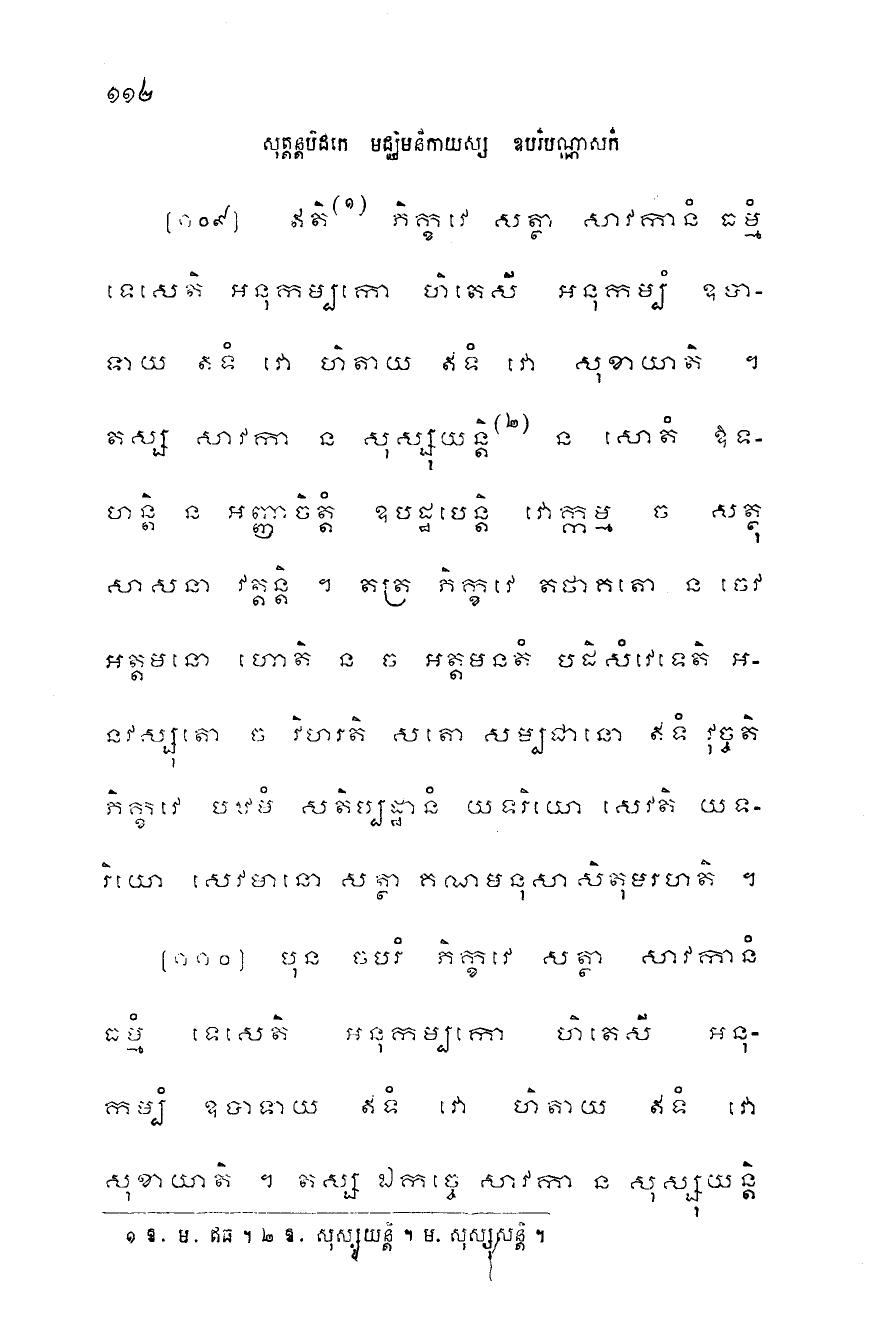 ១១២
សុត្តន្តបិដកេ មជ្ឈិមនិកាយស្ស ឧបរិបណ្ណាសកំ
[១០៩] ឥតិ(១) ភិក្ខវេ សត្ថា សាវកានំ ធម្មំ
ទេសេតិ អនុកម្បកោ ហិតេសី អនុកម្បំ ឧបា-
ទាយ ឥទំ វោ ហិតាយ ឥទំ វោ សុខាយាតិ ។
តស្ស សាវកា ន សុស្សុយន្តិ(២) ន សោតំ ឱទ-
ហន្តិ ន អញ្ញាចិត្តំ ឧបដ្ឋបេន្តិ វោក្កម្ម ច សត្ថុ
សាសនា វត្តន្តិ ។ តត្រ ភិក្ខវេ តថាគតោ ន ចេវ
អត្តមនោ ហោតិ ន ច អត្តមនតំ បដិសំវេទេតិ អ-
នវស្សុតោ ច វិហរតិ សតោ សម្បជានោ ឥទំ វុច្ចតិ
ភិក្ខវេ បឋមំ សតិប្បដ្ឋានំ យទរិយោ សេវតិ យទ-
រិយោ សេវមានោ សត្ថា គណមនុសាសិតុមរហតិ ។
[១១០] បុន ចបរំ ភិក្ខវេ សត្ថា សាវកានំ
ធម្មំ ទេសេតិ អនុកម្បកោ ហិតេសី អនុ-
កម្បំ ឧបាទាយ ឥទំ វោ ហិតាយ ឥទំ វោ
សុខាយាតិ ។ តស្ស ឯកច្ចេ សាវកា ន សុស្សុយន្តិ
១ ឱ. ម. ឥធ ។ ២ ឱ. សុស្សូយន្តិ ។ ម. សុស្សុសន្តិ ។